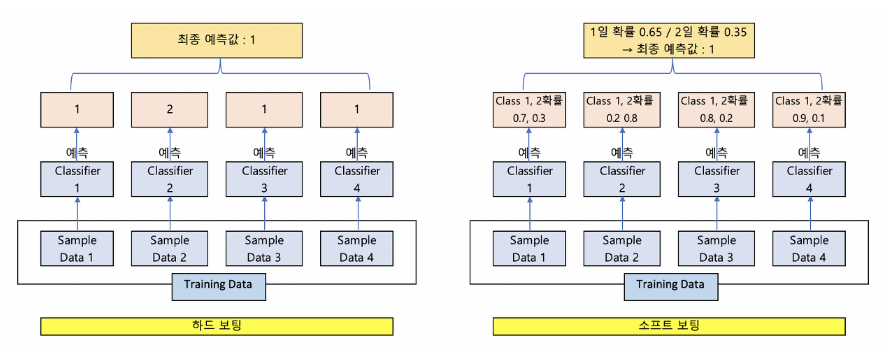 최종 예측값 : 1
1
2
1
1
예측
예측
예측
예측
Classifier
1
Classifier
2
Classifier
3
Classifier
4
Sample
Data 1
Sample
Data 2
Sample
Data 3
Sample
Data 4
Training Data
하드 보팅
1일 확률 0.65 / 2일 확률 0.35
→ 최종 예측값 : 1
Class 1, 2확률
0.7, 0.3
Class 1, 2확률
0.2 0.8
Class 1, 2확률
0.8, 0.2
Class 1, 2확률
0.9, 0.1
예측
예측
예측
예측
Classifier
1
Classifier
2
Classifier
3
Classifier
4
Sample
Data 1
Sample
Data 2
Sample
Data 3
Sample
Data 4
Training Data
소프트 보팅